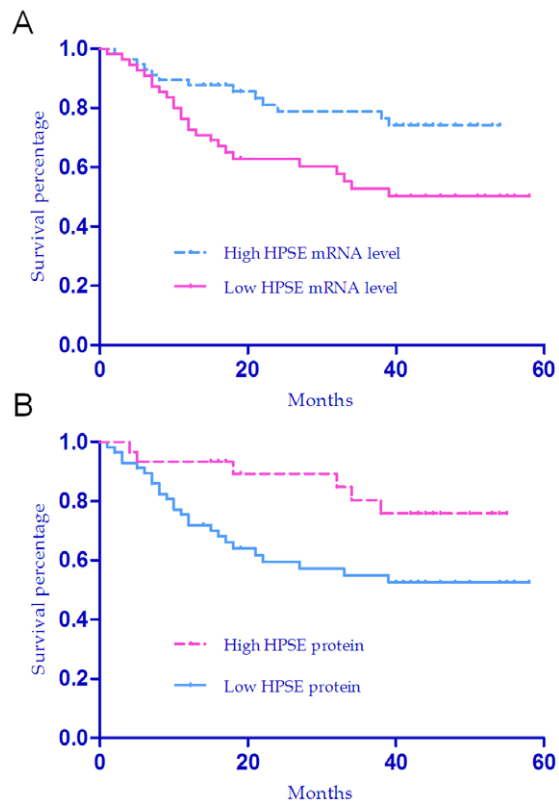 A
Survival percentage
1.0
0.8
0.6
0.4
0.2
0.0
High HPSE mRNA level
Low HPSE mRNA level
0 20 40 60
Months
B
Survival percentage
1.0
0.8
0.6
0.4
0.2
0.0
High HPSE protein
Low HPSE protein
0 20 40 60
Months